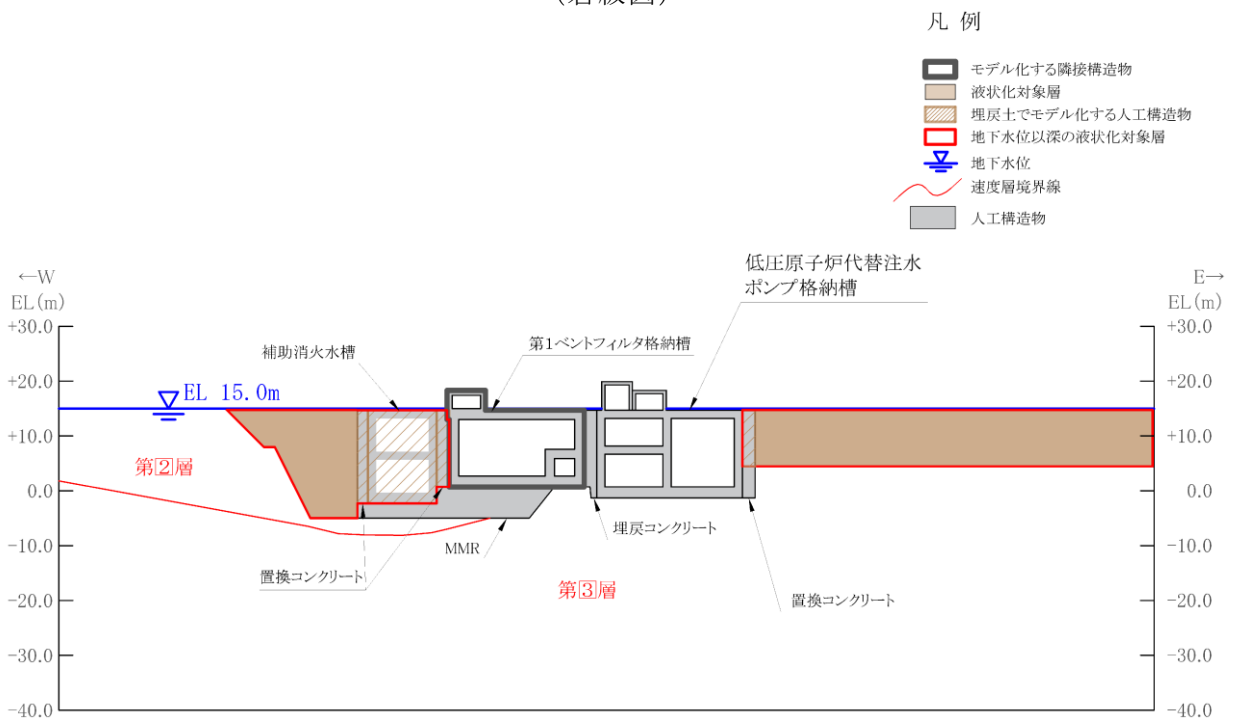 (岩級図)
凡 例
モデル化する隣接構造物
液状化対象層
埋戻土でモデル化する人工構造物
地下水位以深の液状化対象層
地下水位
速度層境界線
人工構造物
←W
EL(m)
E→
EL(m)
低圧原子炉代替注水
ポンプ格納槽
第1ベントフィルタ格納槽
補助消火水槽
EL 15.0m
+30.0
+20.0
+10.0
0.0
-10.0
-20.0
-30.0
-40.0
+30.0
+20.0
+10.0
0.0
-10.0
-20.0
-30.0
-40.0
第2層
埋戻コンクリート
MMR
置換コンクリート
第3層
置換コンクリート